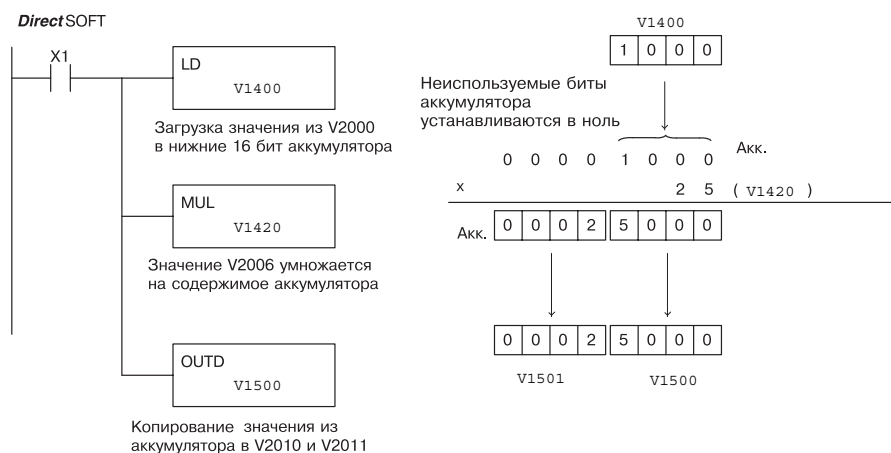 DirectSOFT
X1
LD
V1400
Загрузка значения из V2000
в нижние 16 бит аккумулятора
MUL
V1420
Значение V2006 умножается
на содержимое аккумулятора
OUTD
V1500
Копирование значения из
аккумулятора в V2010 и V2011
V1400
1 0 0 0
Неиспользуемые биты
аккумулятора
устанавливаются в ноль
0 0 0 0 1 0 0 0 Акк.
x 2 5 ( V1420 )
Акк. 0 0 0 2 5 0 0 0
0 0 0 2 5 0 0 0
V1501 V1500